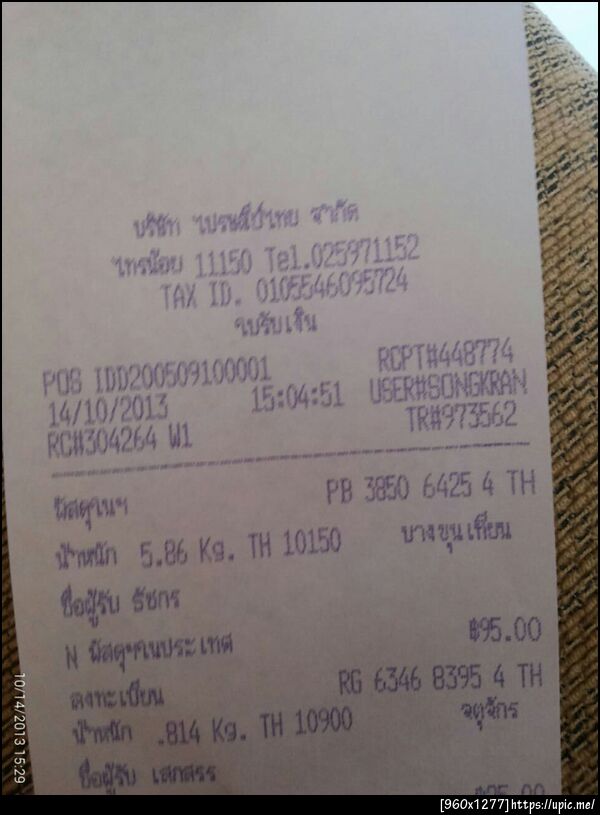 บริษัท ไปรษณีย์ไทย จำกัด
ไทรน้อย 11150 Tel.025971152
TAX ID. 0105546095724
ใบรับเงิน
POS IDD200509100001 RCPT#448774
14/10/2013 15:04:51 USER#SONGKRAN
RC#304264 W1 TR#973562
พัสดุในฯ PB 3850 6425 4 TH
น้ำหนัก 5.86 Kg. TH 10150 บางขุนเทียน
ชื่อผู้รับ ธัชกร
N พัสดุฯในประเทศ ฿95.00
ลงทะเบียน RG 6346 8395 4 TH
น้ำหนัก .814 Kg. TH 10900 จตุจักร
ชื่อผู้รับ เสกสรร
10/14/2013 15:29
[960x1277]https://upic.me/